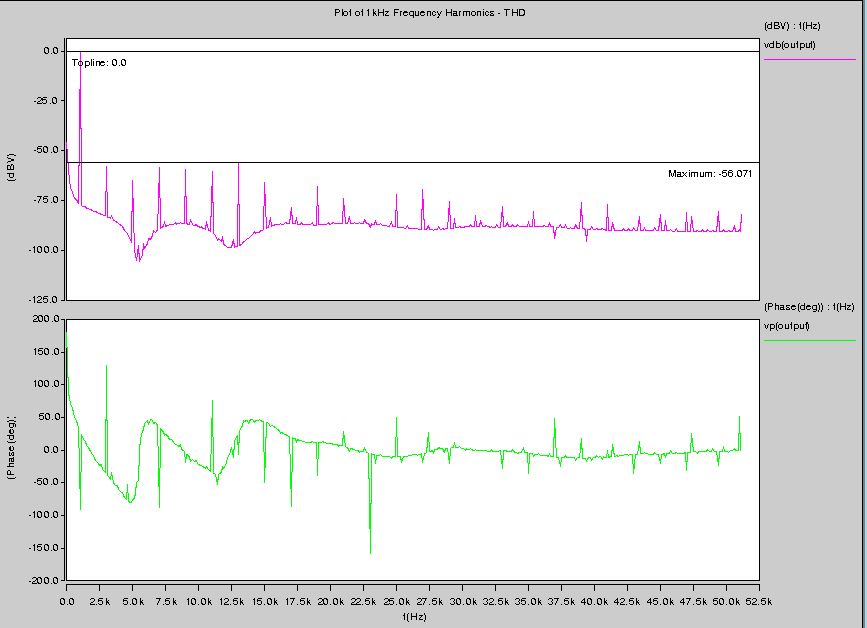 Plot of 1kHz Frequency Harmonics - THD
(dBV) : f(Hz)
vdb(output)
0.0
Topline: 0.0
-25.0
-50.0
(dBV)
Maximum: -56.071
-75.0
-100.0
-125.0
(Phase(deg)) : f(Hz)
vp(output)
200.0
150.0
100.0
50.0
(Phase(deg))
0.0
-50.0
-100.0
-150.0
-200.0
0.0 2.5k 5.0k 7.5k 10.0k 12.5k 15.0k 17.5k 20.0k 22.5k 25.0k 27.5k 30.0k 32.5k 35.0k 37.5k 40.0k 42.5k 45.0k 47.5k 50.0k 52.5k
f(Hz)